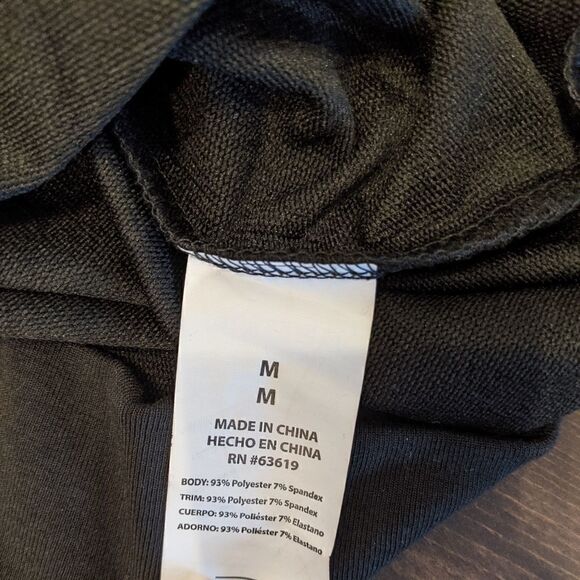 M
M
MADE IN CHINA
HECHO EN CHINA
RN #63619
BODY: 93% Polyester 7% Spandex
TRIM: 93% Polyester 7% Spandex
CUERPO: 93% Poliéster 7% Elastano
ADORNO: 93% Poliéster 7% Elastano